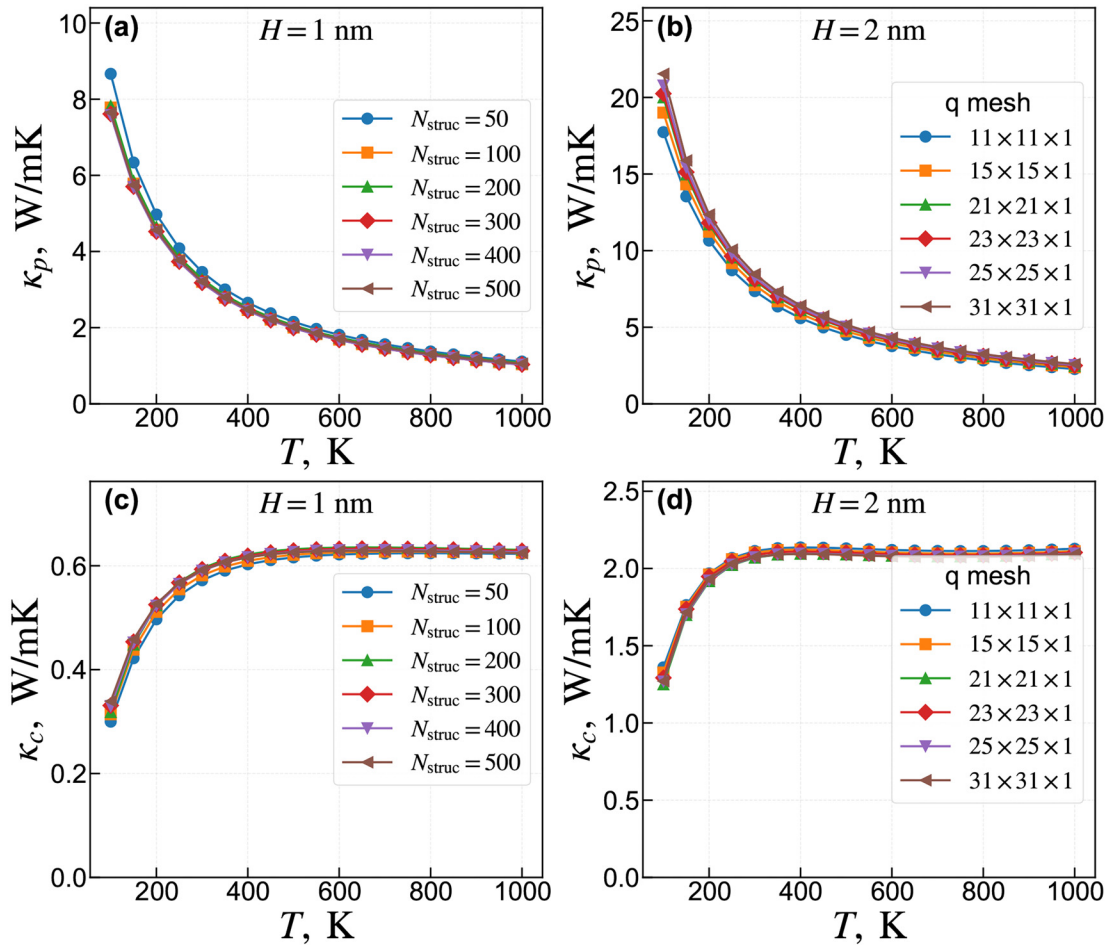 (a)
H = 1 nm
10
8
6
4
2
0
κp, W/mK
N_struc = 50
N_struc = 100
N_struc = 200
N_struc = 300
N_struc = 400
N_struc = 500
200 400 600 800 1000
T, K
(b)
H = 2 nm
25
20
15
10
5
0
κp, W/mK
q mesh
11×11×1
15×15×1
21×21×1
23×23×1
25×25×1
31×31×1
200 400 600 800 1000
T, K
(c)
H = 1 nm
0.6
0.4
0.2
0.0
κc, W/mK
N_struc = 50
N_struc = 100
N_struc = 200
N_struc = 300
N_struc = 400
N_struc = 500
200 400 600 800 1000
T, K
(d)
H = 2 nm
2.5
2.0
1.5
1.0
0.5
0.0
κc, W/mK
q mesh
11×11×1
15×15×1
21×21×1
23×23×1
25×25×1
31×31×1
200 400 600 800 1000
T, K